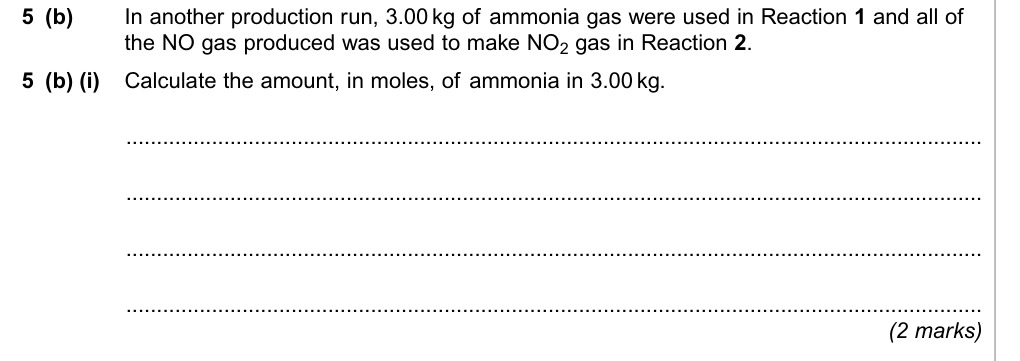 5 (b) In another production run, 3.00 kg of ammonia gas were used in Reaction 1 and all of
the NO gas produced was used to make NO₂ gas in Reaction 2.
5 (b) (i) Calculate the amount, in moles, of ammonia in 3.00 kg.
(2 marks)